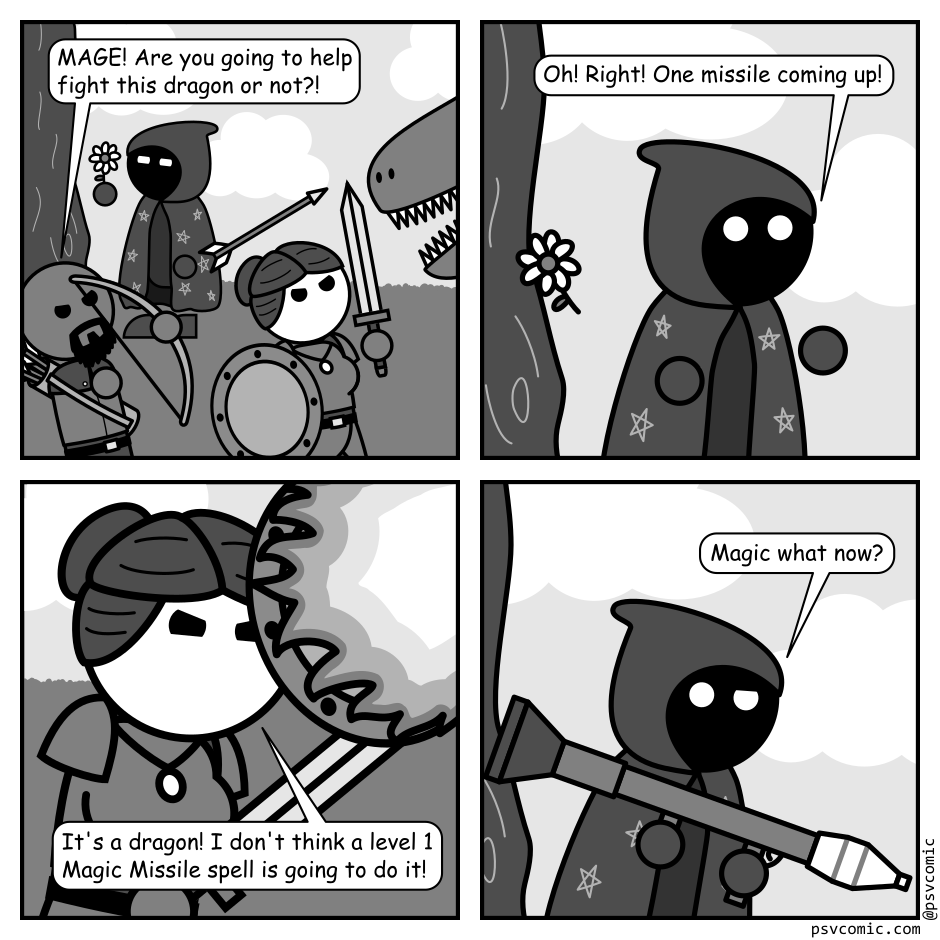 MAGE! Are you going to help
fight this dragon or not?!
Oh! Right! One missile coming up!
It's a dragon! I don't think a level 1
Magic Missile spell is going to do it!
Magic what now?
@psvcomic
psvcomic.com